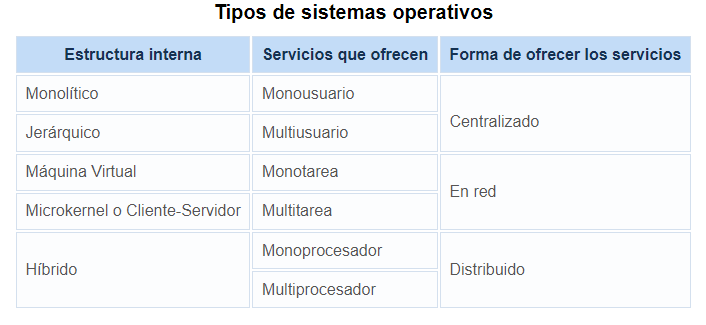 Tipos de sistemas operativos
Estructura interna Servicios que ofrecen Forma de ofrecer los servicios
Monolítico Monousuario
Centralizado
Jerárquico Multiusuario
Máquina Virtual Monotarea
En red
Microkernel o Cliente-Servidor Multitarea
Híbrido Monoprocesador
Distribuido
Multiprocesador